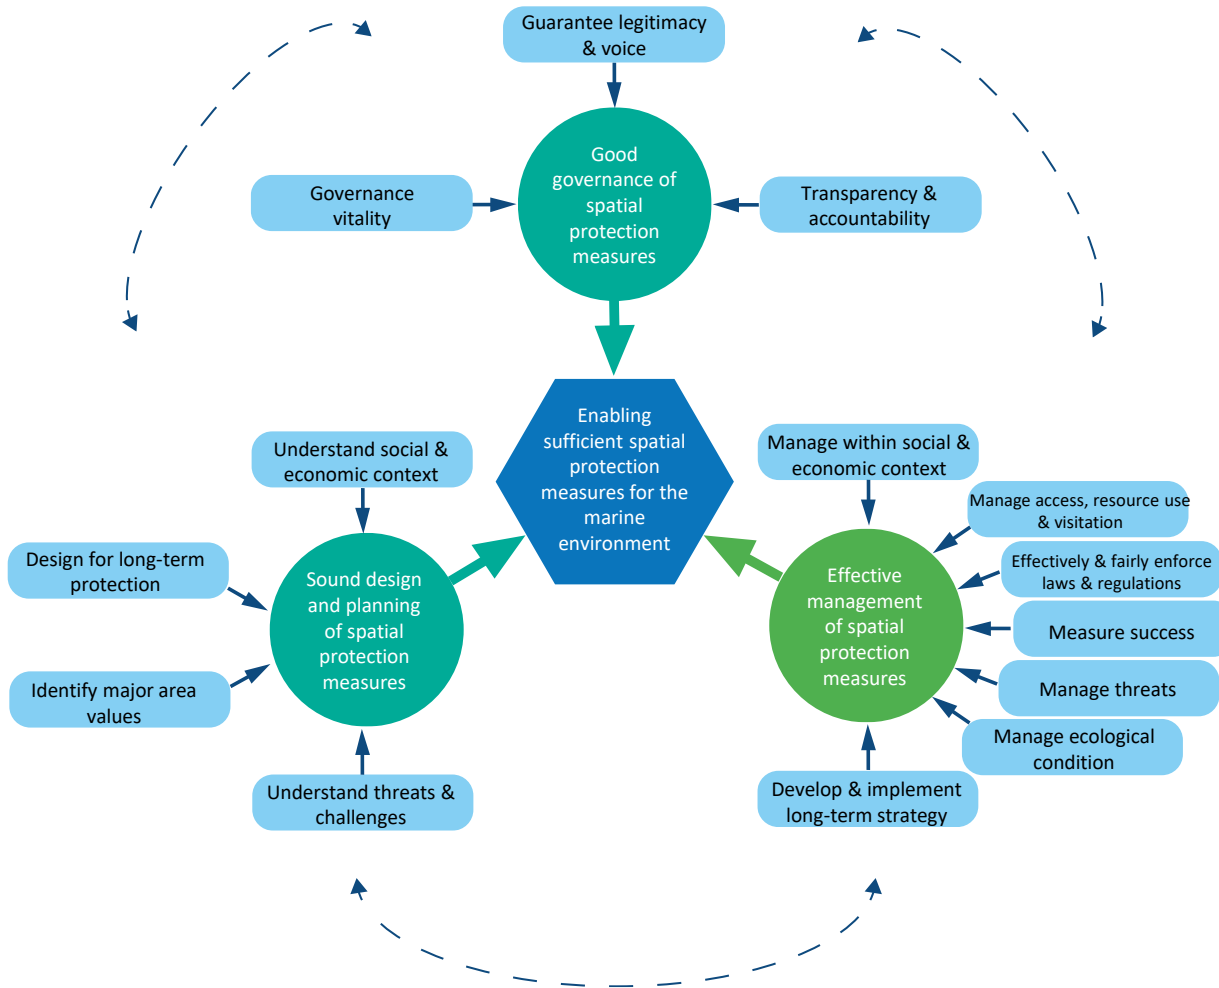 Guarantee legitimacy
& voice
Good
governance of
spatial
protection
measures
Governance
vitality
Transparency &
accountability
Enabling
sufficient spatial
protection
measures for the
marine
environment
Understand social &
economic context
Design for long-term
protection
Identify major area
values
Sound design
and planning
of spatial
protection
measures
Understand threats &
challenges
Manage within social &
economic context
Manage access, resource use
& visitation
Effectively & fairly enforce
laws & regulations
Measure success
Manage threats
Manage ecological
condition
Effective
management
of spatial
protection
measures
Develop & implement
long-term strategy